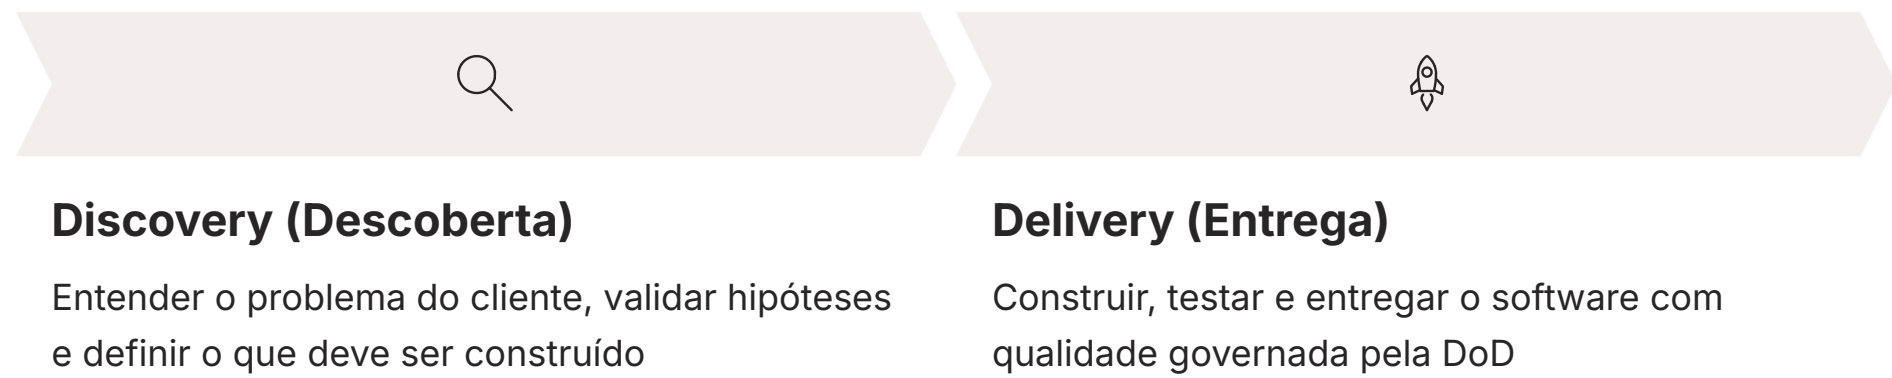 Discovery (Descoberta)
Entender o problema do cliente, validar hipóteses
e definir o que deve ser construído
Delivery (Entrega)
Construir, testar e entregar o software com
qualidade governada pela DoD